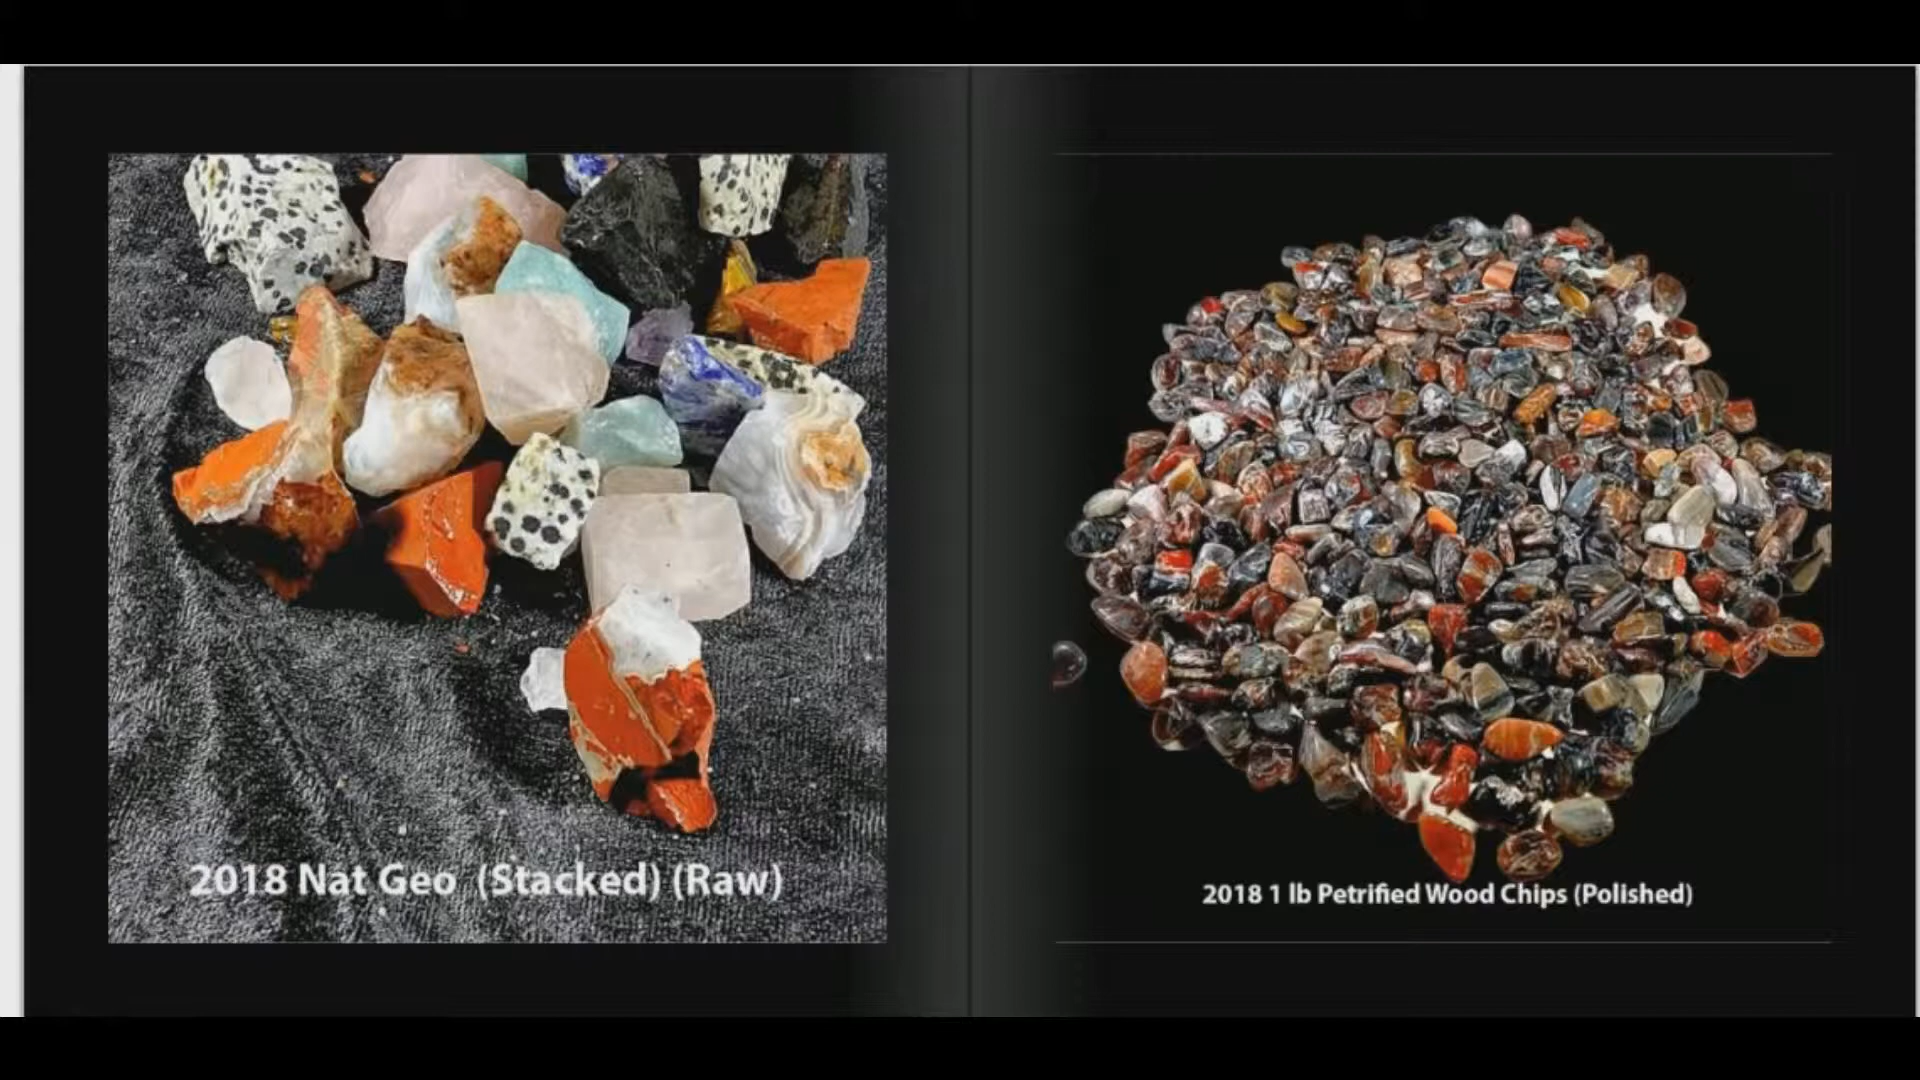 2018 Nat Geo (Stacked) (Raw)
2018 1 lb Petrified Wood Chips (Polished)